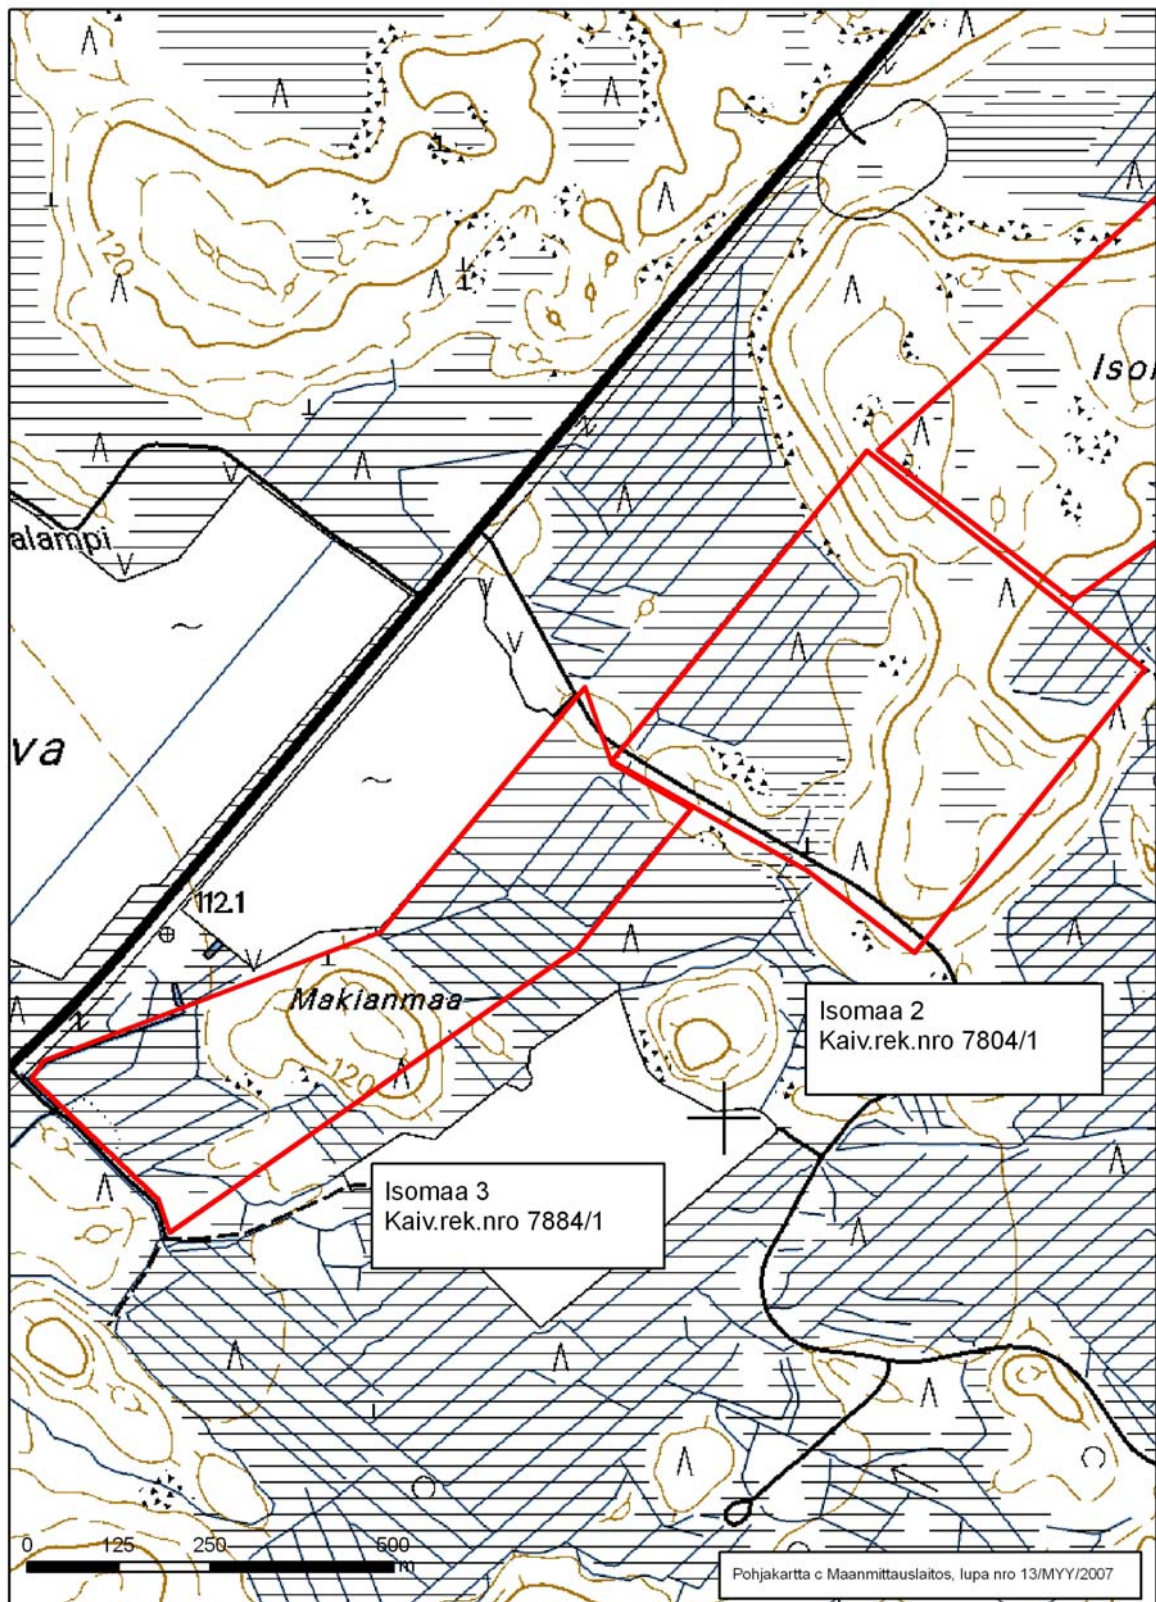 120
Isor
alampi
va
112.1
Makianmaa
120
Isomaa 2
Kaiv.rek.nro 7804/1
Isomaa 3
Kaiv.rek.nro 7884/1
0 125 250 500
m
Pohjakartta c Maanmittauslaitos, lupa nro 13/MYY/2007